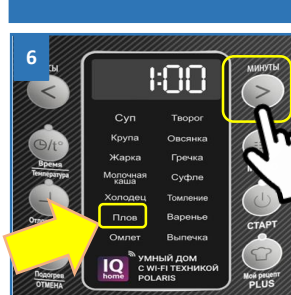 6
МИНУТЫ
1:00
Суп Творог
Крупа Овсянка
Жарка Гречка
Молочная каша Суфле
Холодец Томление
Плов Варенье
Омлет Выпечка
Время
Температура
СТАРТ
Подогрев
ОТМЕНА
Мой рецепт
PLUS
IQ home
УМНЫЙ ДОМ
С WI-FI ТЕХНИКОЙ
POLARIS